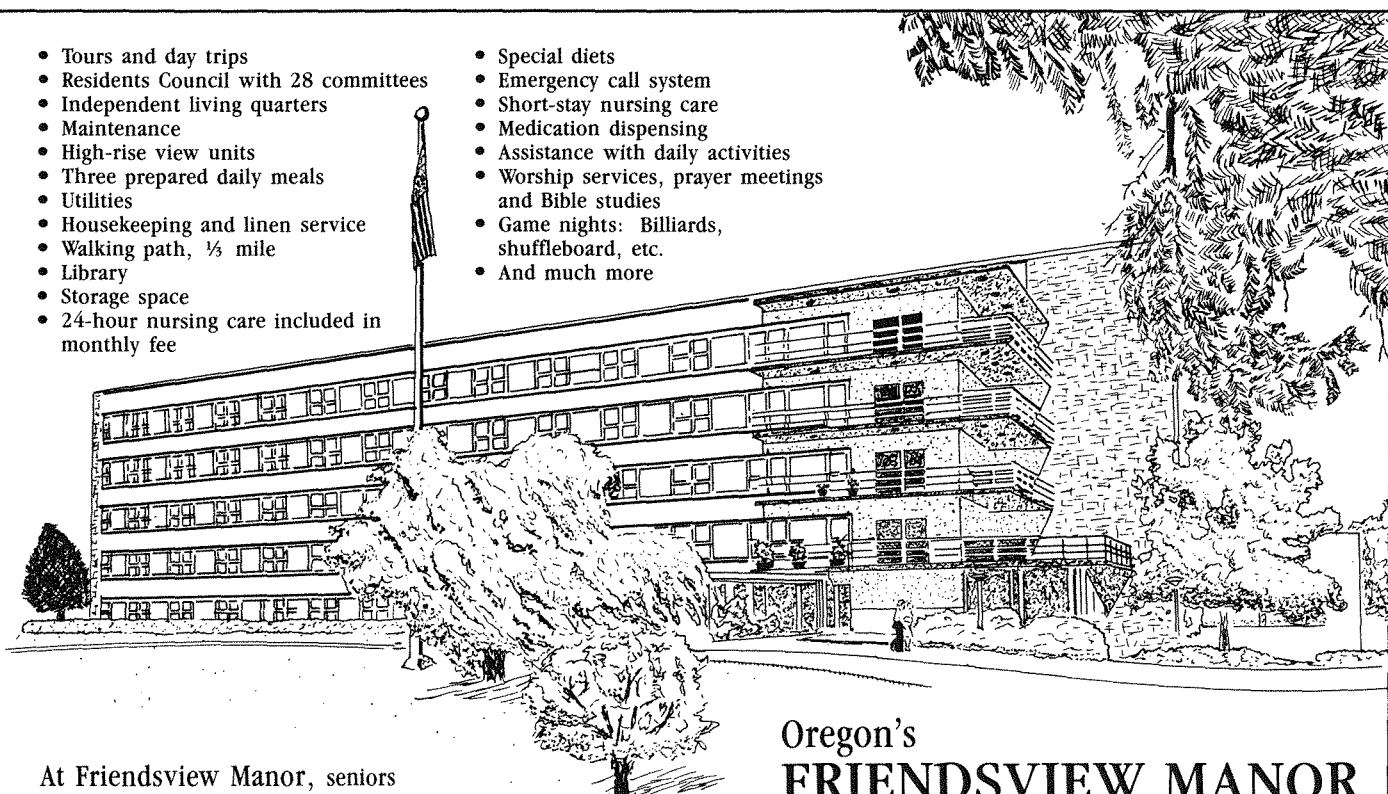 • Tours and day trips
• Residents Council with 28 committees
• Independent living quarters
• Maintenance
• High-rise view units
• Three prepared daily meals
• Utilities
• Housekeeping and linen service
• Walking path, ⅓ mile
• Library
• Storage space
• 24-hour nursing care included in
monthly fee
• Special diets
• Emergency call system
• Short-stay nursing care
• Medication dispensing
• Assistance with daily activities
• Worship services, prayer meetings
and Bible studies
• Game nights: Billiards,
shuffleboard, etc.
• And much more
At Friendsview Manor, seniors
Oregon's
FRIENDSVIEW MANOR